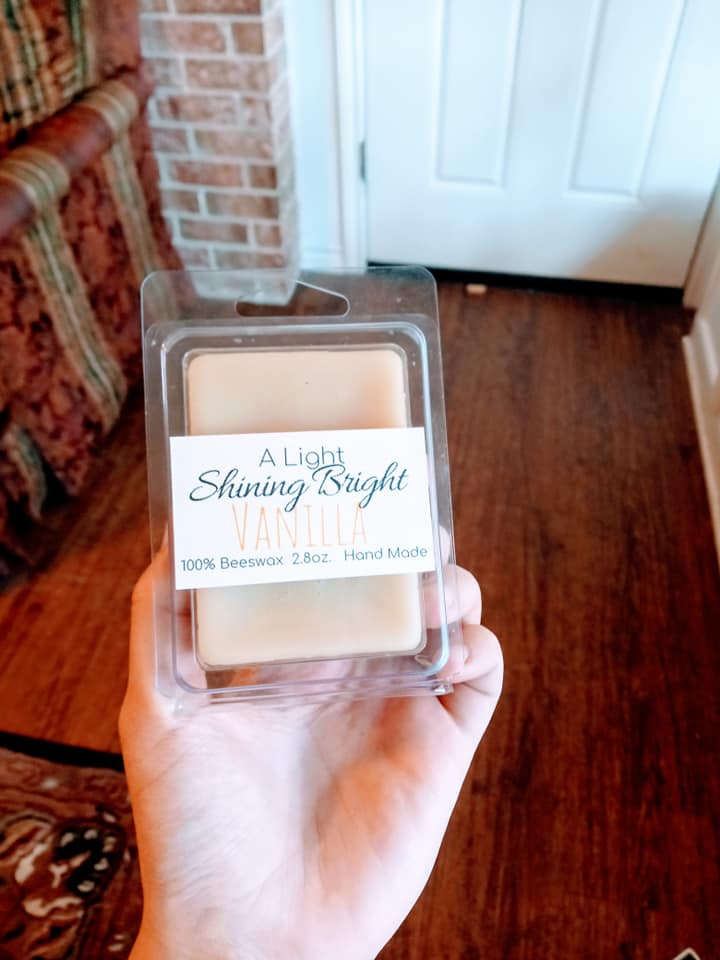 A Light
Shining Bright
VANILLA
100% Beeswax 2.8oz. Hand Made